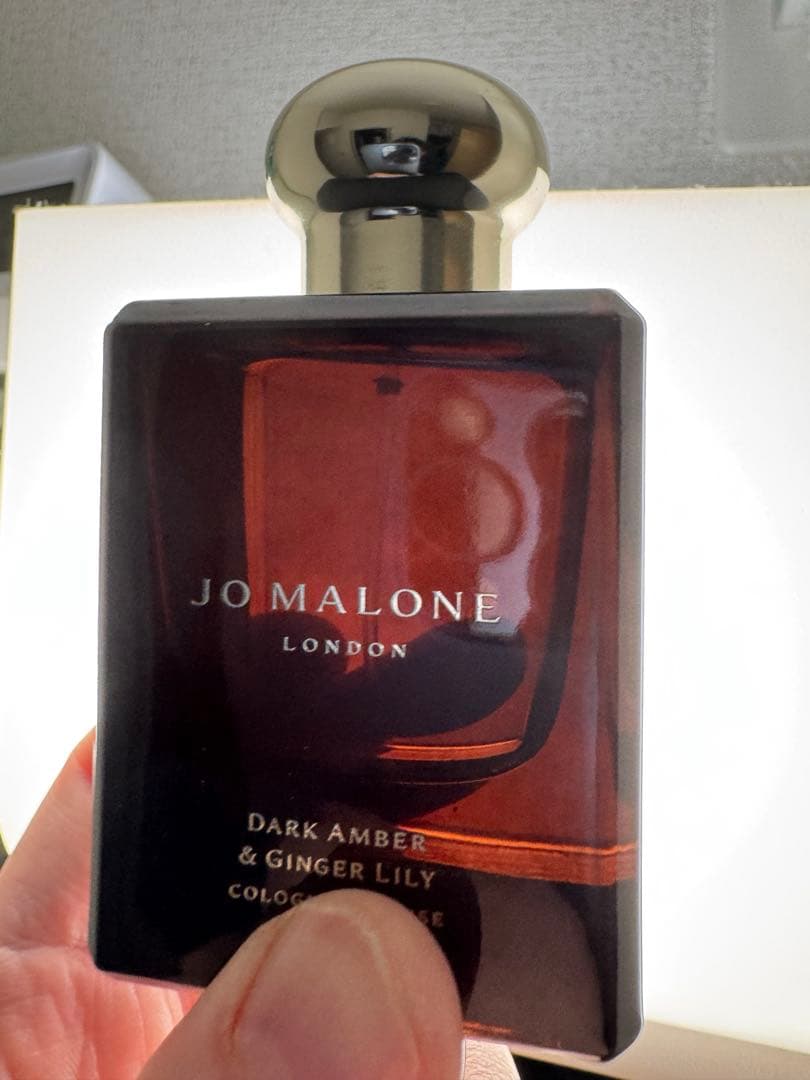 JO MALONE
LONDON
DARK AMBER
& GINGER LILY